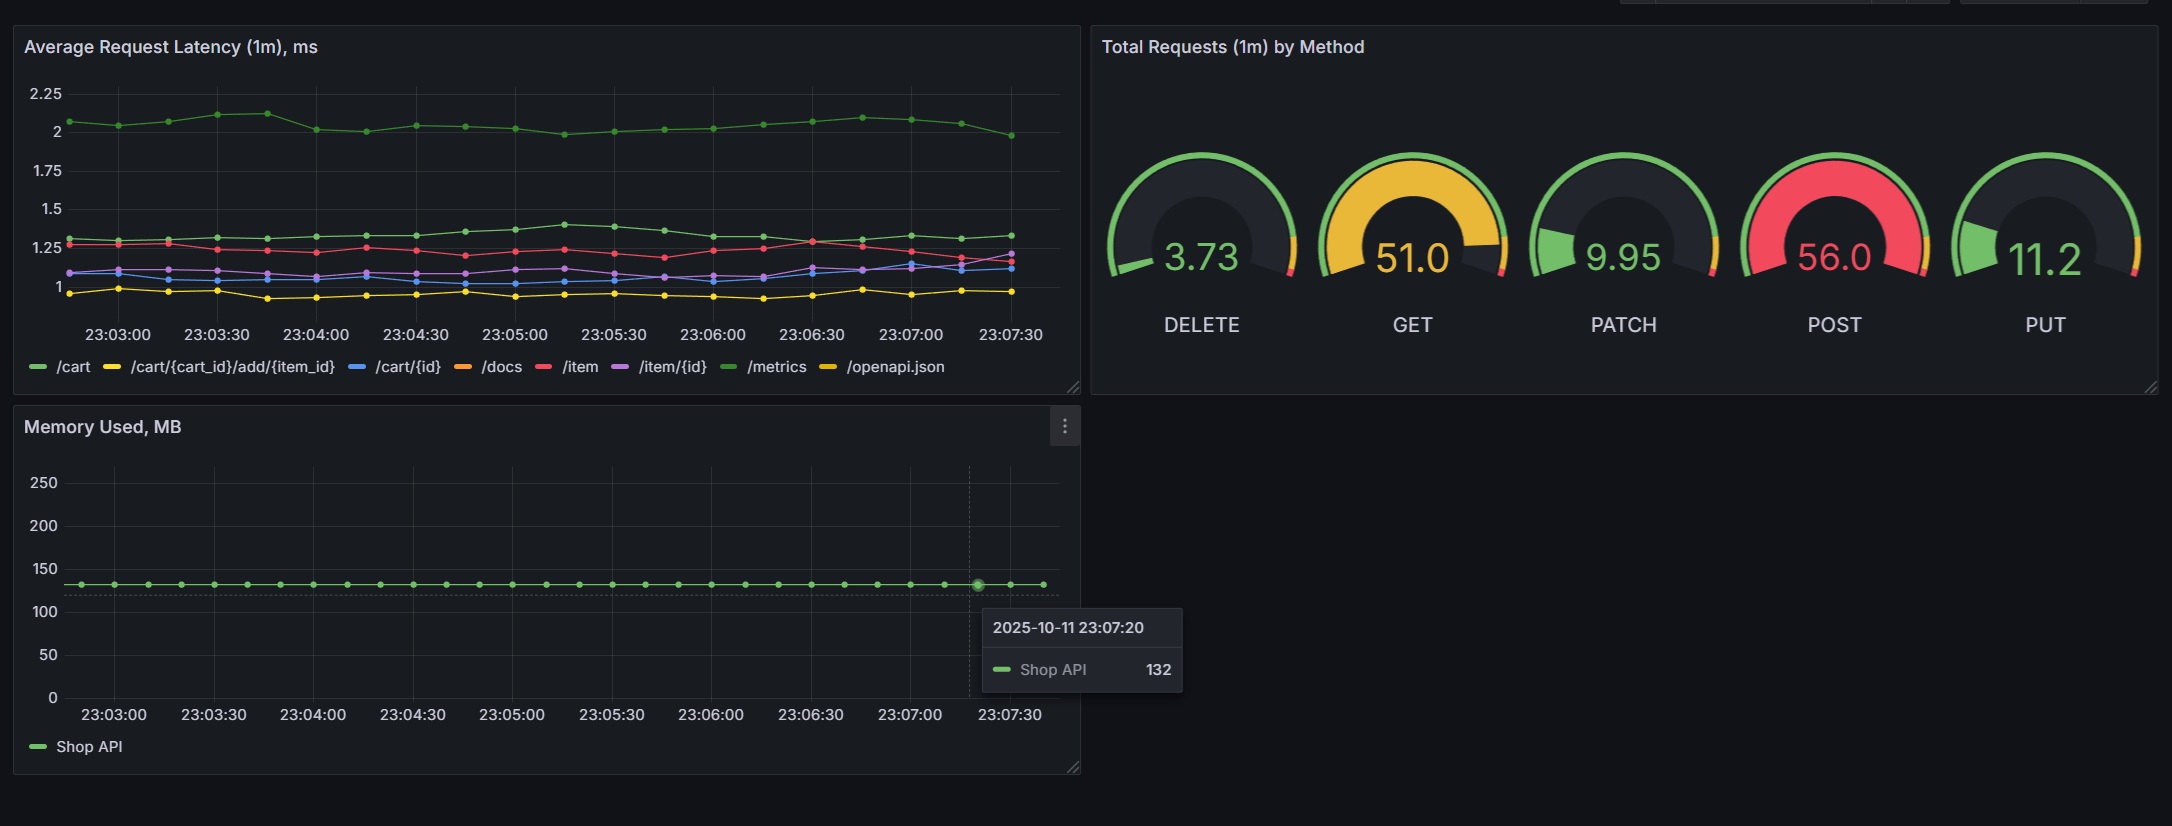 Average Request Latency (1m), ms
2.25
2
1.75
1.5
1.25
1
23:03:00 23:03:30 23:04:00 23:04:30 23:05:00 23:05:30 23:06:00 23:06:30 23:07:00 23:07:30
/cart /cart/{cart_id}/add/{item_id} /cart/{id} /docs /item /item/{id} /metrics /openapi.json
Total Requests (1m) by Method
3.73 51.0 9.95 56.0 11.2
DELETE GET PATCH POST PUT
Memory Used, MB
250
200
150
100
50
0
23:03:00 23:03:30 23:04:00 23:04:30 23:05:00 23:05:30 23:06:00 23:06:30 23:07:00 23:07:30
Shop API
2025-10-11 23:07:20
Shop API 132